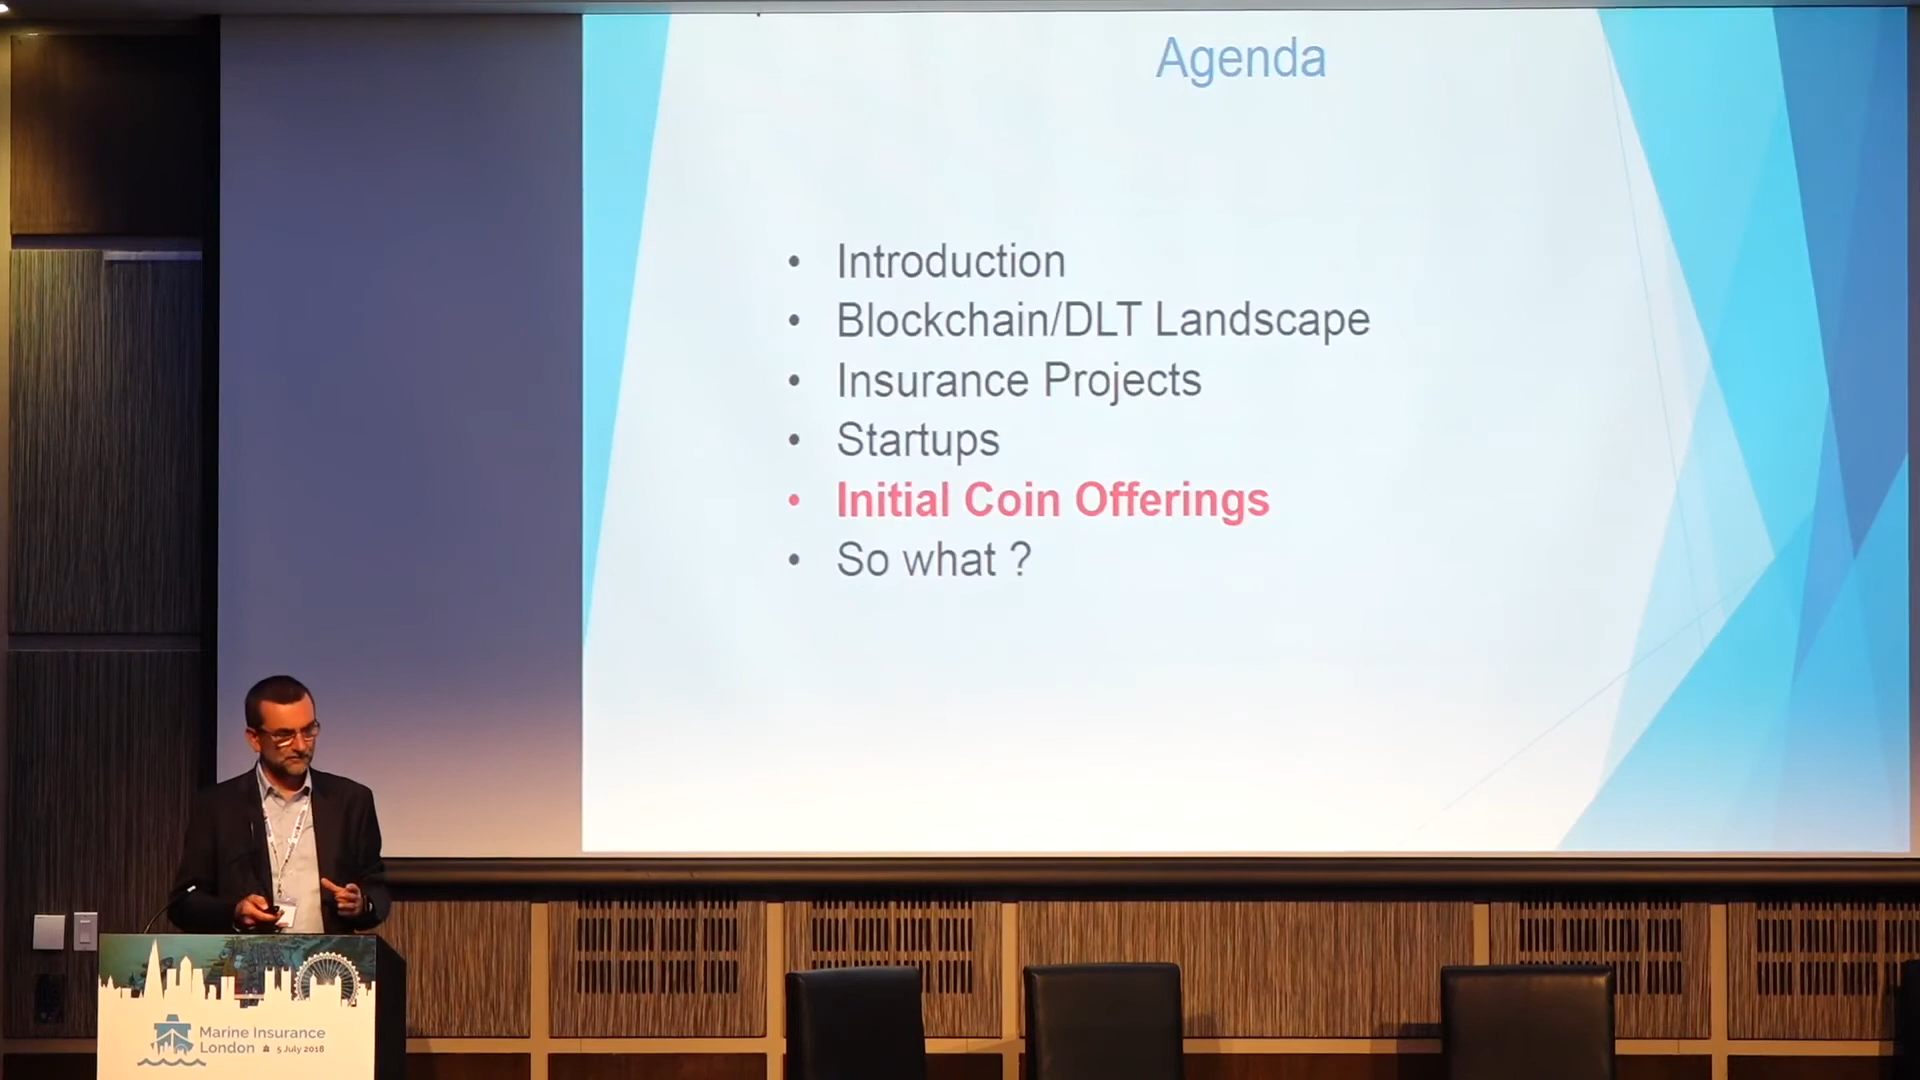 Agenda
• Introduction
• Blockchain/DLT Landscape
• Insurance Projects
• Startups
• Initial Coin Offerings
• So what ?
Marine Insurance
London 5 July 2018